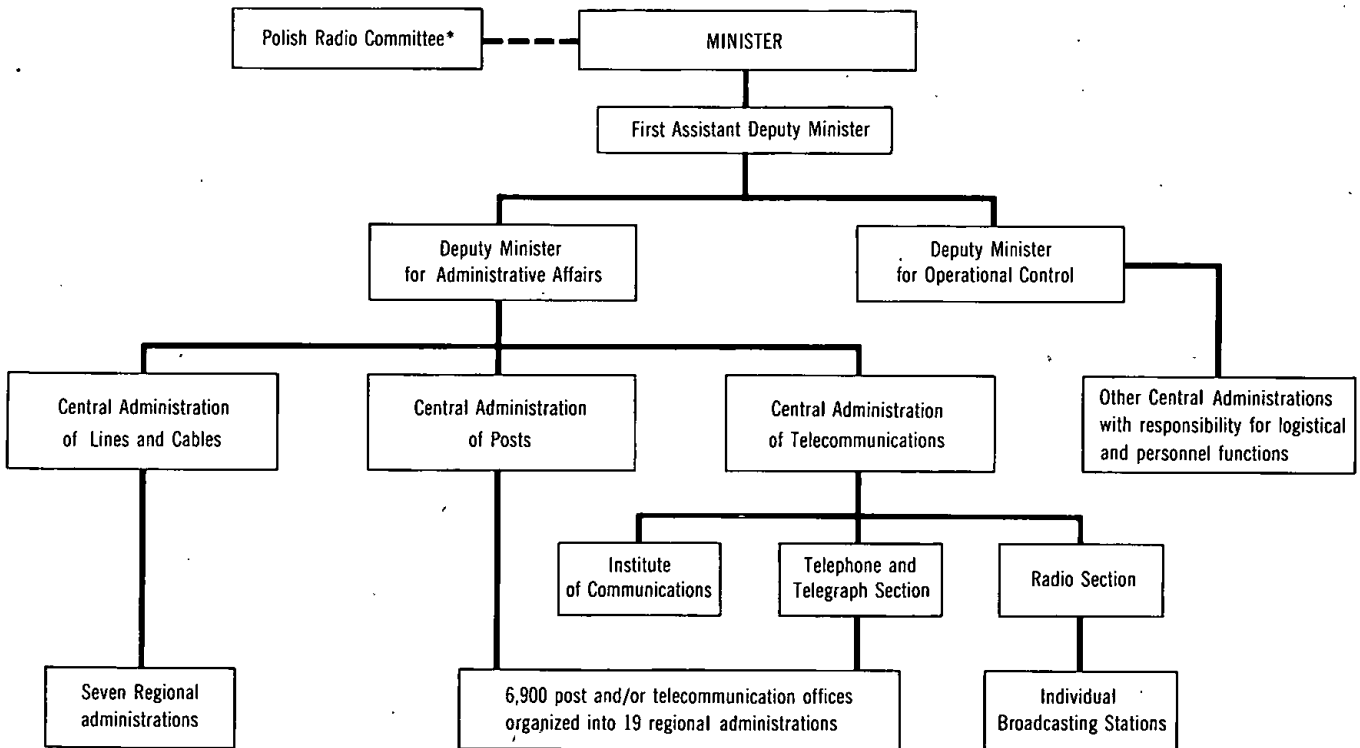 Polish Radio Committee*
MINISTER
First Assistant Deputy Minister
Deputy Minister
for Administrative Affairs
Deputy Minister
for Operational Control
Central Administration
of Lines and Cables
Central Administration
of Posts
Central Administration
of Telecommunications
Other Central Administrations
with responsibility for logistical
and personnel functions
Institute
of Communications
Telephone and
Telegraph Section
Radio Section
Seven Regional
administrations
6,900 post and/or telecommunication offices
organized into 19 regional administrations
Individual
Broadcasting Stations